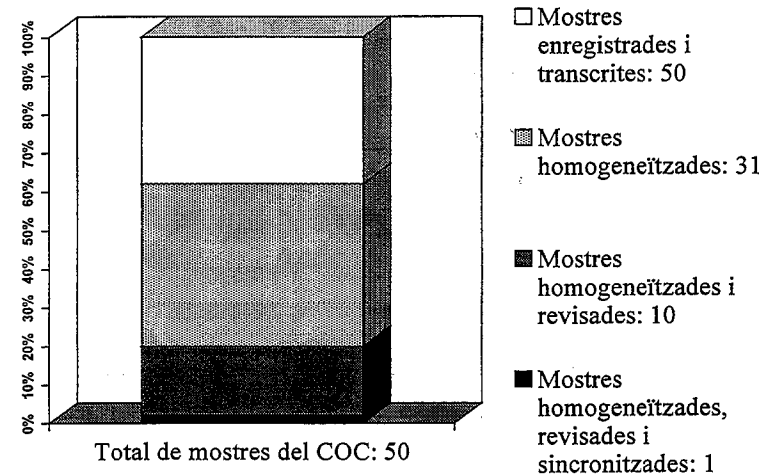 100%
90%
80%
70%
60%
50%
40%
30%
20%
10%
0%
Total de mostres del COC: 50
Mostres
enregistrades i
transcrites: 50
Mostres
homogeneïtzades: 31
Mostres
homogeneïtzades i
revisades: 10
Mostres
homogeneïtzades,
revisades i
sincronitzades: 1